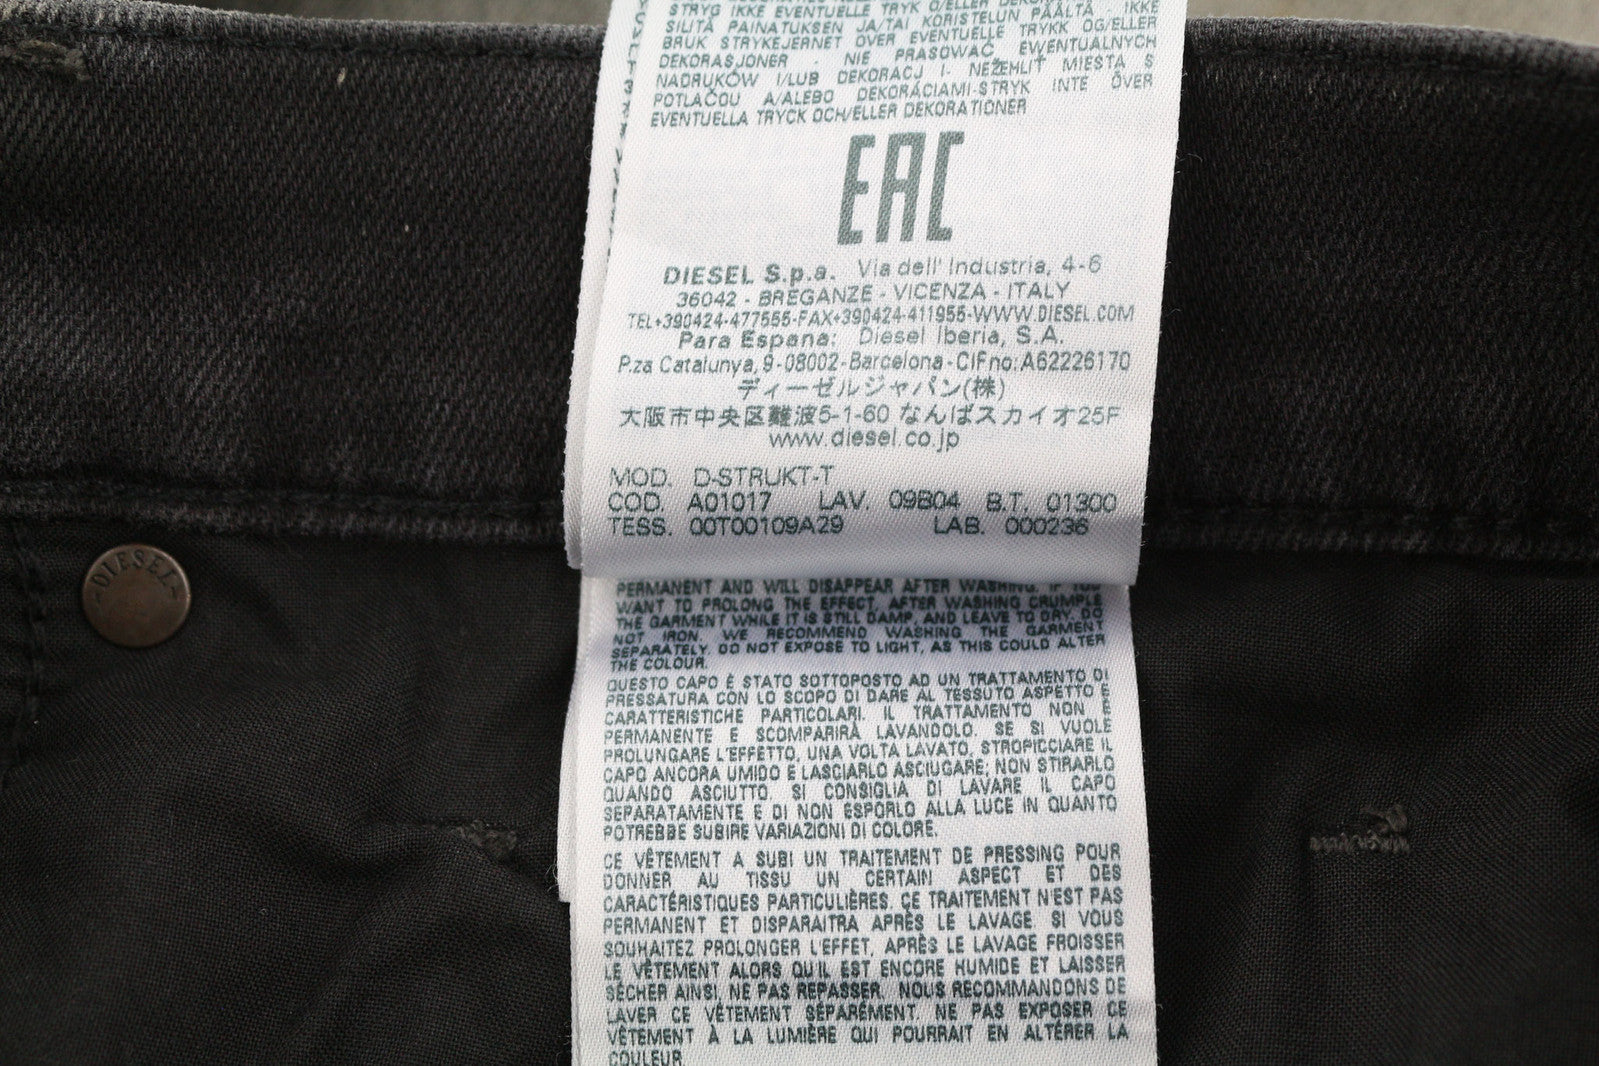 STRYG IKKE EVENTUELLE TRYK O/ELLER
SILITÄ PAINATUKSEN JA/TAI KORISTELUN PÄÄLTÄ - IKKE
BRUK STRYKEJERNET OVER EVENTUELLE TRYKK OG/ELLER
DEKORASJONER - NIE PRASOWAĆ EWENTUALNYCH
NADRUKÓW I/LUB DEKORACJ I- NEŽEHLIŤ MIESTA S
POTLAČOU A/ALEBO DEKORÁCIAMI-STRYK INTE ÖVER
EVENTUELLA TRYCK OCH/ELLER DEKORATIONER
EAC
DIESEL S.p.a. Via dell' Industria, 4-6
36042 - BREGANZE - VICENZA - ITALY
TEL+390424-477555-FAX+390424-411955-WWW.DIESEL.COM
Para Espana: Diesel Iberia, S.A.
P.za Catalunya, 9-08002-Barcelona-CIFno:A62226170
ディーゼルジャパン(株)
大阪市中央区難波5-1-60 なんばスカイオ25F
www.diesel.co.jp
MOD. D-STRUKT-T
COD. A01017 LAV. 09B04 B.T. 01300
TESS. 00T00109A29 LAB. 000236
DIESEL
PERMANENT AND WILL DISAPPEAR AFTER WASHING. IF YOU
WANT TO PROLONG THE EFFECT, AFTER WASHING CRUMPLE
THE GARMENT WHILE IT IS STILL DAMP, AND LEAVE TO DRY. DO
NOT IRON. WE RECOMMEND WASHING THE GARMENT
SEPARATELY. DO NOT EXPOSE TO LIGHT, AS THIS COULD ALTER
THE COLOUR.
QUESTO CAPO È STATO SOTTOPOSTO AD UN TRATTAMENTO DI
PRESSATURA CON LO SCOPO DI DARE AL TESSUTO ASPETTO E
CARATTERISTICHE PARTICOLARI. IL TRATTAMENTO NON È
PERMANENTE E SCOMPARIRÀ LAVANDOLO. SE SI VUOLE
PROLUNGARE L'EFFETTO, UNA VOLTA LAVATO, STROPICCIARE IL
CAPO ANCORA UMIDO E LASCIARLO ASCIUGARE; NON STIRARLO
QUANDO ASCIUTTO. SI CONSIGLIA DI LAVARE IL CAPO
SEPARATAMENTE E DI NON ESPORLO ALLA LUCE IN QUANTO
POTREBBE SUBIRE VARIAZIONI DI COLORE.
CE VÊTEMENT A SUBI UN TRAITEMENT DE PRESSING POUR
DONNER AU TISSU UN CERTAIN ASPECT ET DES
CARACTÉRISTIQUES PARTICULIÈRES. CE TRAITEMENT N'EST PAS
PERMANENT ET DISPARAITRA APRÈS LE LAVAGE. SI VOUS
SOUHAITEZ PROLONGER L'EFFET, APRÈS LE LAVAGE FROISSER
LE VÊTEMENT ALORS QU'IL EST ENCORE HUMIDE ET LAISSER
SÉCHER AINSI, NE PAS REPASSER. NOUS RECOMMANDONS DE
LAVER CE VÊTEMENT SÉPARÉMENT. NE PAS EXPOSER CE
VÊTEMENT À LA LUMIÈRE QUI POURRAIT EN ALTÉRER LA
COULEUR